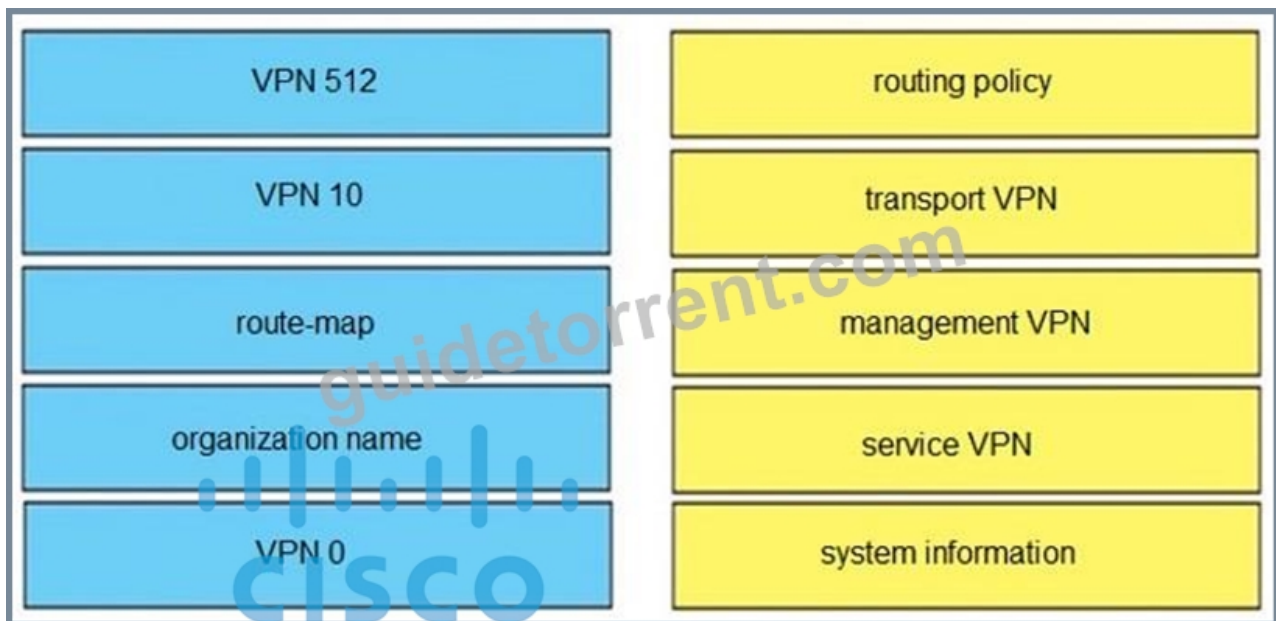 VPN 512
routing policy
VPN 10
transport VPN
route-map
management VPN
organization name
service VPN
VPN 0
system information
guidetorrent.com
CISCO